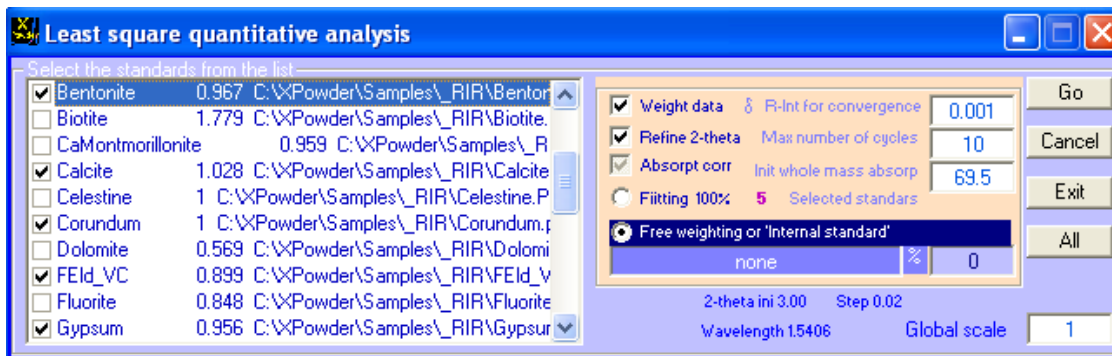 Least square quantitative analysis
Select the standards from the list
Bentonite 0.967 C:\XPowder\Samples\_RIR\Benton
Biotite 1.779 C:\XPowder\Samples\_RIR\Biotite.
CaMontmorillonite 0.959 C:\XPowder\Samples\_R
Calcite 1.028 C:\XPowder\Samples\_RIR\Calcite
Celestine 1 C:\XPowder\Samples\_RIR\Celestine.P
Corundum 1 C:\XPowder\Samples\_RIR\Corundum.p
Dolomite 0.569 C:\XPowder\Samples\_RIR\Dolomi
FEld_VC 0.899 C:\XPowder\Samples\_RIR\FEld_V
Fluorite 0.848 C:\XPowder\Samples\_RIR\Fluorite
Gypsum 0.956 C:\XPowder\Samples\_RIR\Gypsur
Weight data δ R-Int for convergence 0.001
Refine 2-theta Max number of cycles 10
Absorpt corr Init whole mass absorp 69.5
Fiitting 100% 5 Selected standars
Free weighting or 'Internal standard'
none % 0
2-theta ini 3.00 Step 0.02
Wavelength 1.5406 Global scale 1
Go
Cancel
Exit
All